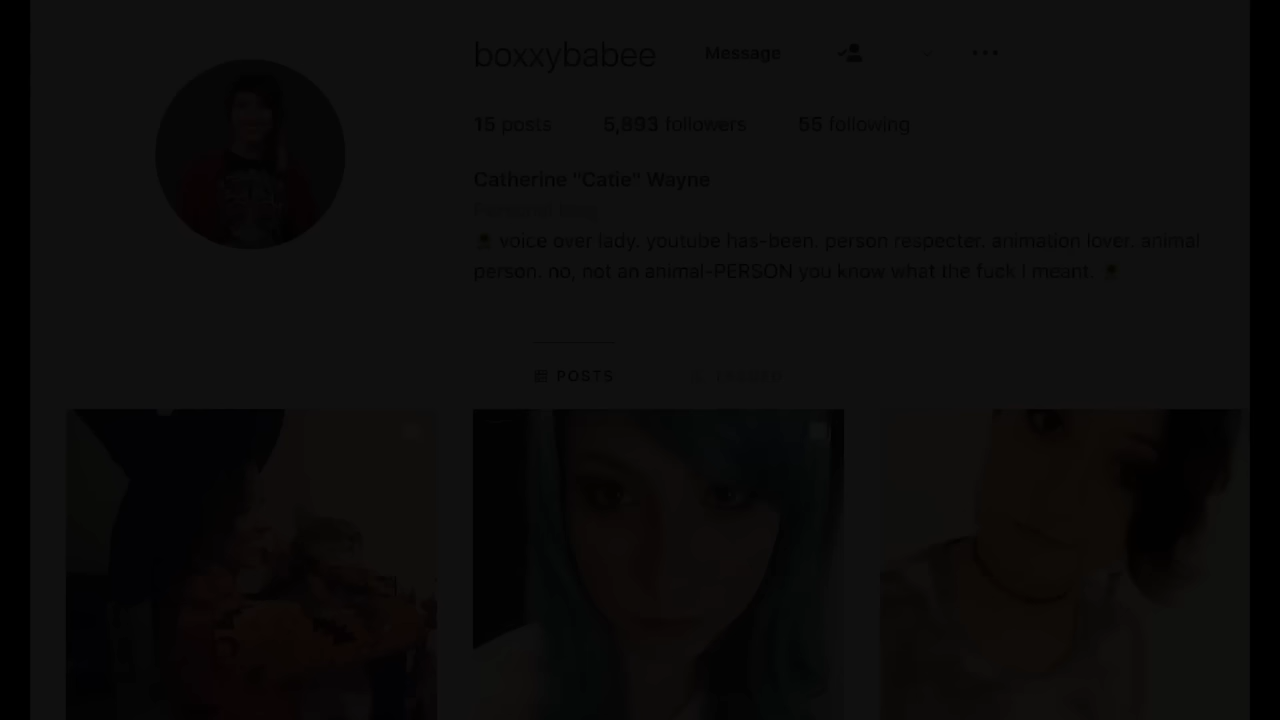 boxxybabee Message
15 posts 5,893 followers 55 following
Catherine "Catie" Wayne
voice over lady. youtube has-been. person respecter. animation lover. animal
person. no, not an animal-PERSON you know what the fuck I meant.
POSTS